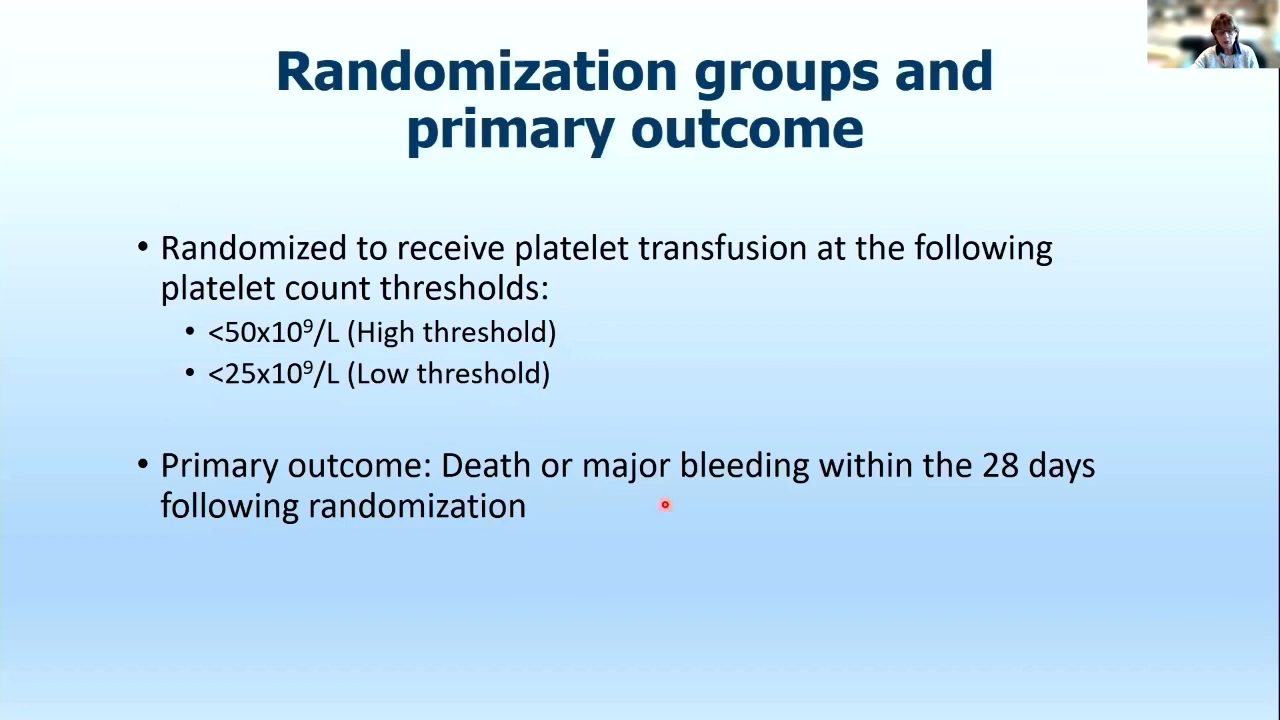 Randomization groups and
primary outcome
• Randomized to receive platelet transfusion at the following
platelet count thresholds:
• <50x10⁹/L (High threshold)
• <25x10⁹/L (Low threshold)
• Primary outcome: Death or major bleeding within the 28 days
following randomization